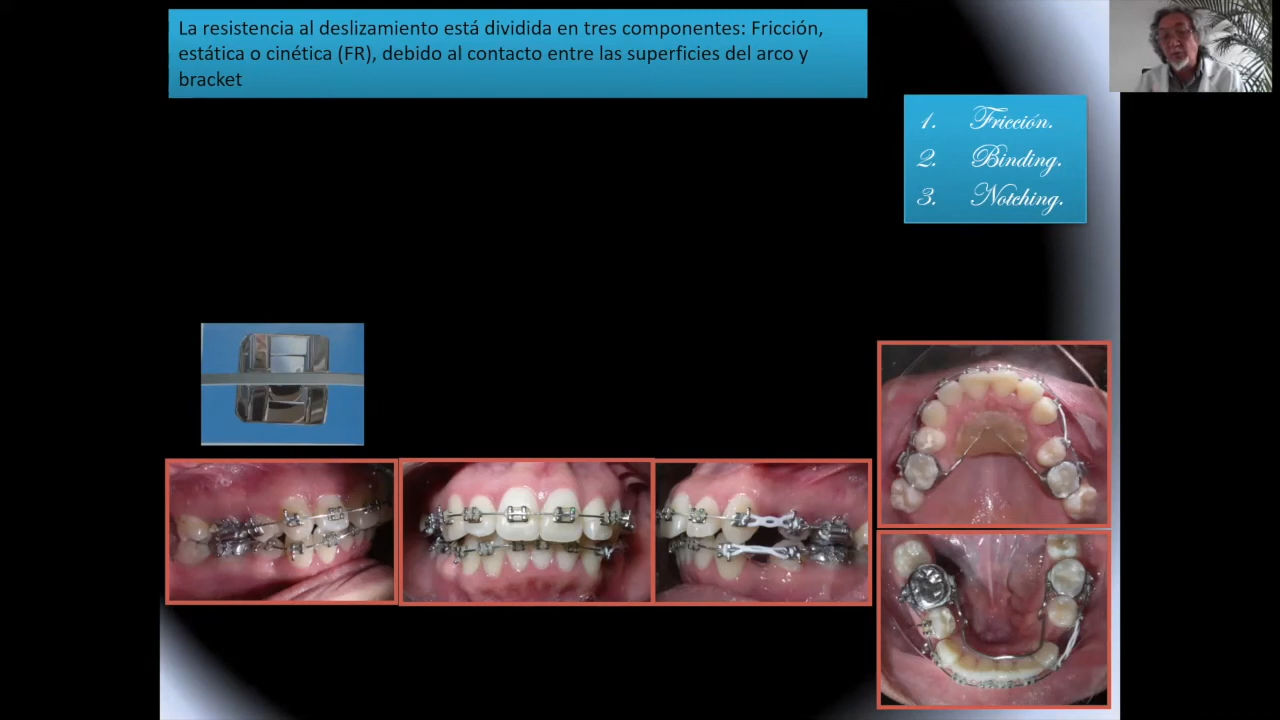 La resistencia al deslizamiento está dividida en tres componentes: Fricción,
estática o cinética (FR), debido al contacto entre las superficies del arco y
bracket
1. Fricción.
2. Binding.
3. Notching.